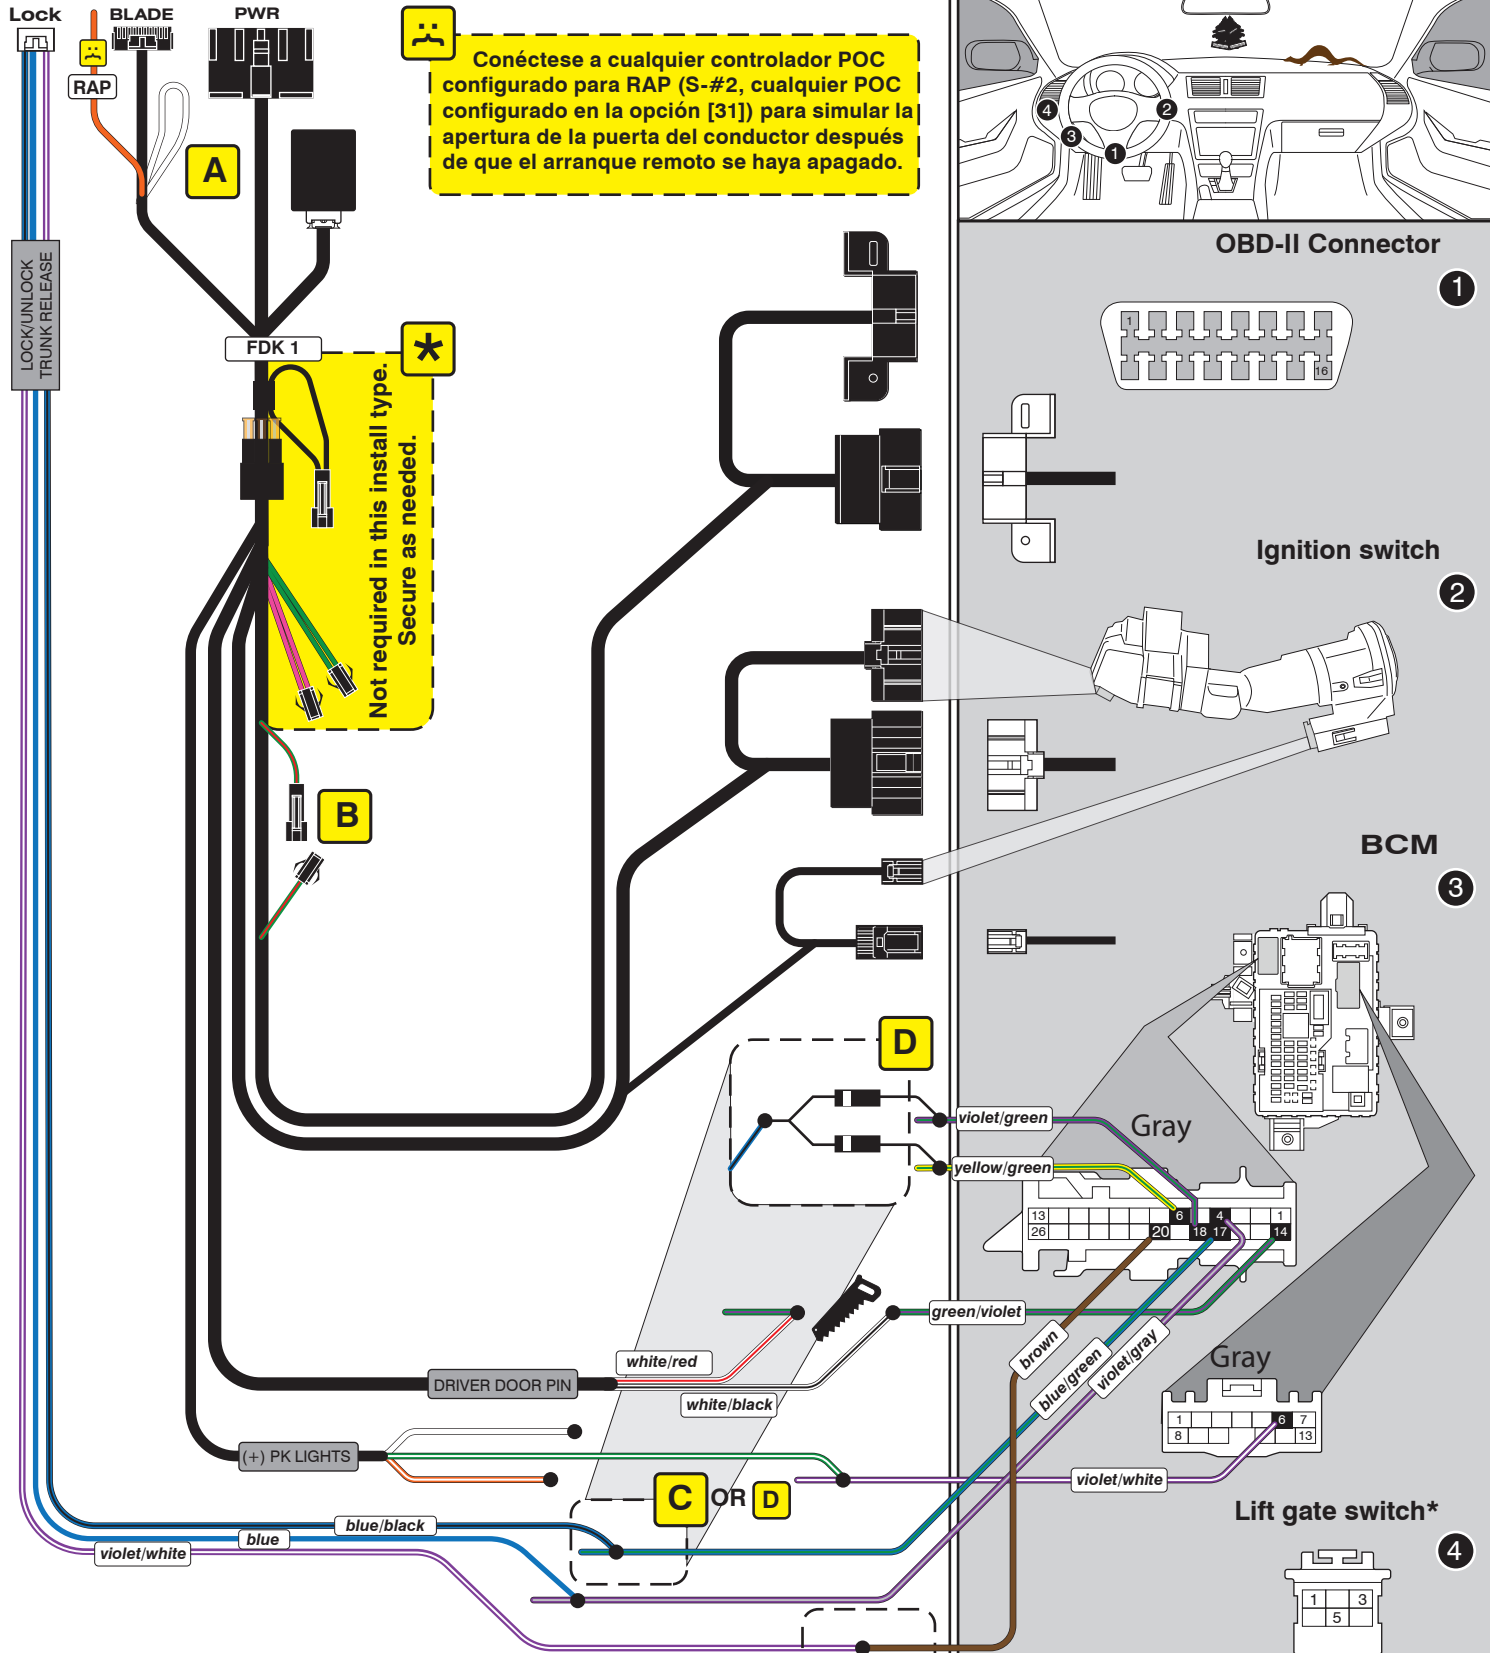 Lock
BLADE
PWR
RAP
A
Conéctese a cualquier controlador POC
configurado para RAP (S-#2, cualquier POC
configurado en la opción [31]) para simular la
apertura de la puerta del conductor después
de que el arranque remoto se haya apagado.
4
2
3
1
OBD-II Connector
1
1
16
LOCK/UNLOCK
TRUNK RELEASE
FDK 1
*
Not required in this install type.
Secure as needed.
Ignition switch
2
B
BCM
3
D
violet/green
Gray
yellow/green
13 6 4 1
26 20 18 17 14
green/violet
brown
blue/green
violet/gray
white/red
DRIVER DOOR PIN
white/black
Gray
1 6 7
8 13
(+) PK LIGHTS
violet/white
C OR D
Lift gate switch*
4
blue/black
blue
violet/white
1 3
5